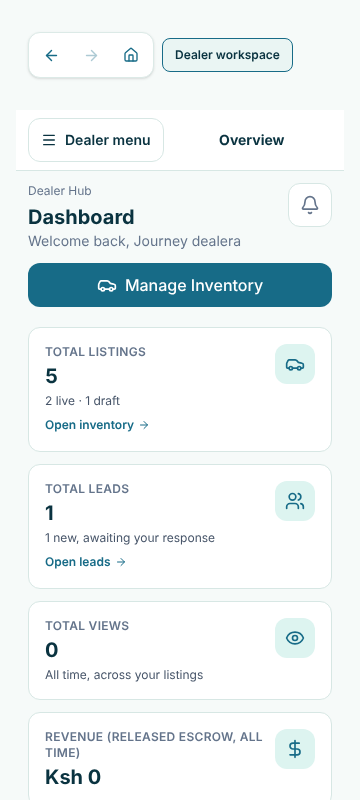 Dealer workspace
Dealer menu
Overview
Dealer Hub
Dashboard
Welcome back, Journey dealera
Manage Inventory
TOTAL LISTINGS
5
2 live · 1 draft
Open inventory →
TOTAL LEADS
1
1 new, awaiting your response
Open leads →
TOTAL VIEWS
0
All time, across your listings
REVENUE (RELEASED ESCROW, ALL
TIME)
Ksh 0